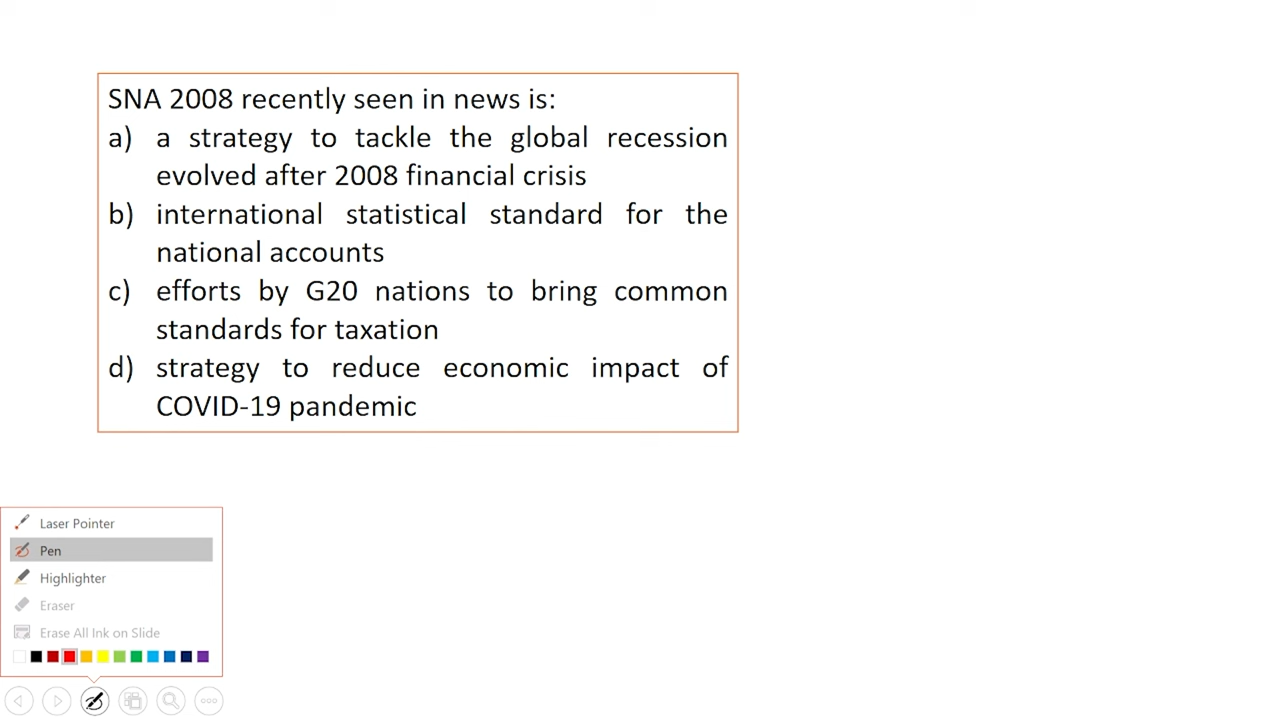 SNA 2008 recently seen in news is:
a) a strategy to tackle the global recession
evolved after 2008 financial crisis
b) international statistical standard for the
national accounts
c) efforts by G20 nations to bring common
standards for taxation
d) strategy to reduce economic impact of
COVID-19 pandemic
Laser Pointer
Pen
Highlighter
Eraser
Erase All Ink on Slide